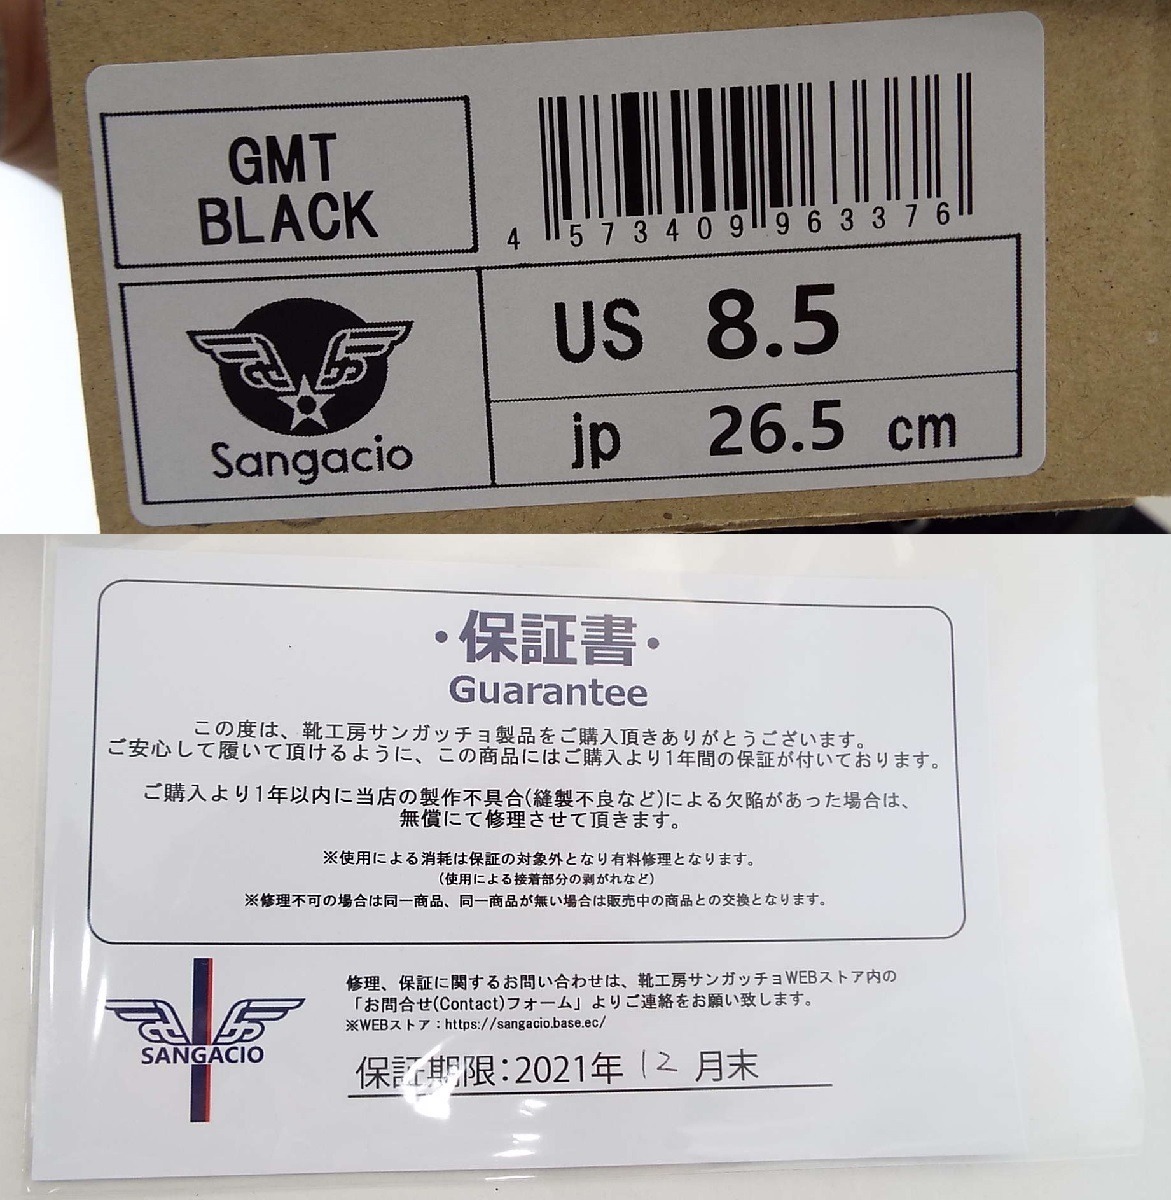 GMT
BLACK
4 573409 963376
Sangacio
US 8.5
jp 26.5 cm
・保証書・
Guarantee
この度は、靴工房サンガッチョ製品をご購入頂きありがとうございます。
ご安心して履いて頂けるように、この商品にはご購入より1年間の保証が付いております。
ご購入より1年以内に当店の製作不具合(縫製不良など)による欠陥があった場合は、
無償にて修理させて頂きます。
※使用による消耗は保証の対象外となり有料修理となります。
(使用による接着部分の剥がれなど)
※修理不可の場合は同一商品、同一商品が無い場合は販売中の商品との交換となります。
修理、保証に関するお問い合わせは、靴工房サンガッチョWEBストア内の
「お問合せ(Contact)フォーム」よりご連絡をお願い致します。
※WEBストア：https://sangacio.base.ec/
SANGACIO
保証期限：2021年 12 月末